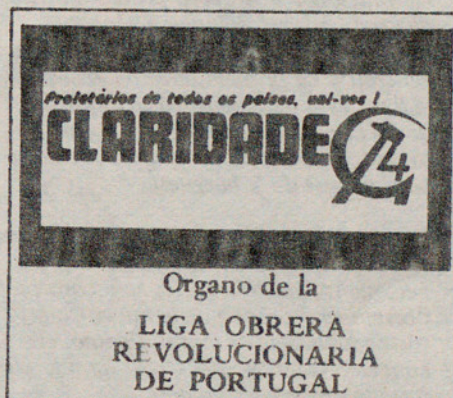 Proletários de todos os países, uni-vos !
CLARIDADE
4
Organo de la
LIGA OBRERA
REVOLUCIONARIA
DE PORTUGAL